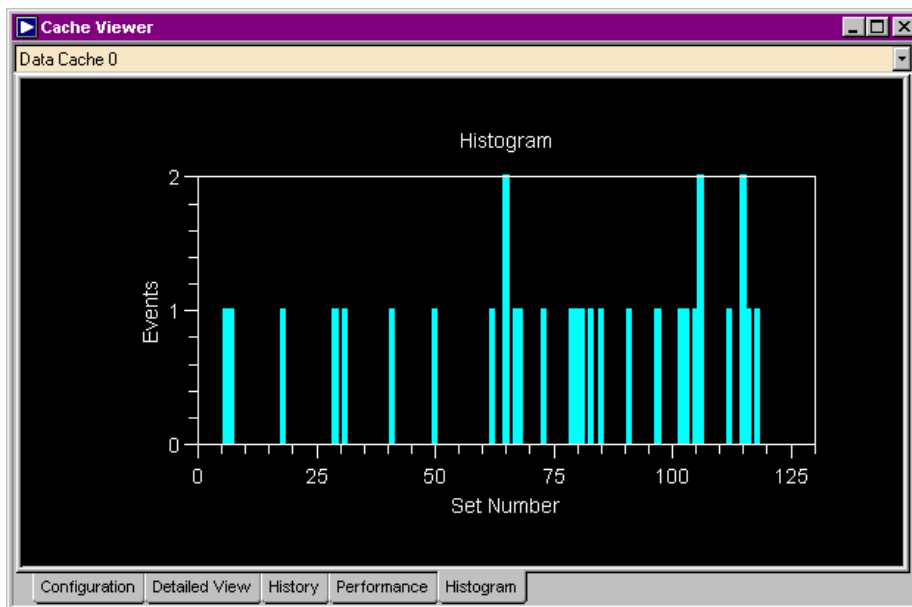 Cache Viewer
Data Cache 0
Histogram
2
1
0
Events
0 25 50 75 100 125
Set Number
Configuration Detailed View History Performance Histogram